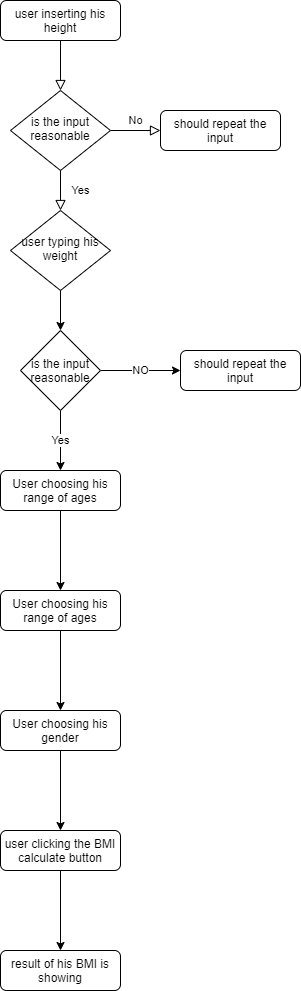 user inserting his
height
is the input
reasonable
No
should repeat the
input
Yes
user typing his
weight
is the input
reasonable
NO
should repeat the
input
Yes
User choosing his
range of ages
User choosing his
range of ages
User choosing his
gender
user clicking the BMI
calculate button
result of his BMI is
showing